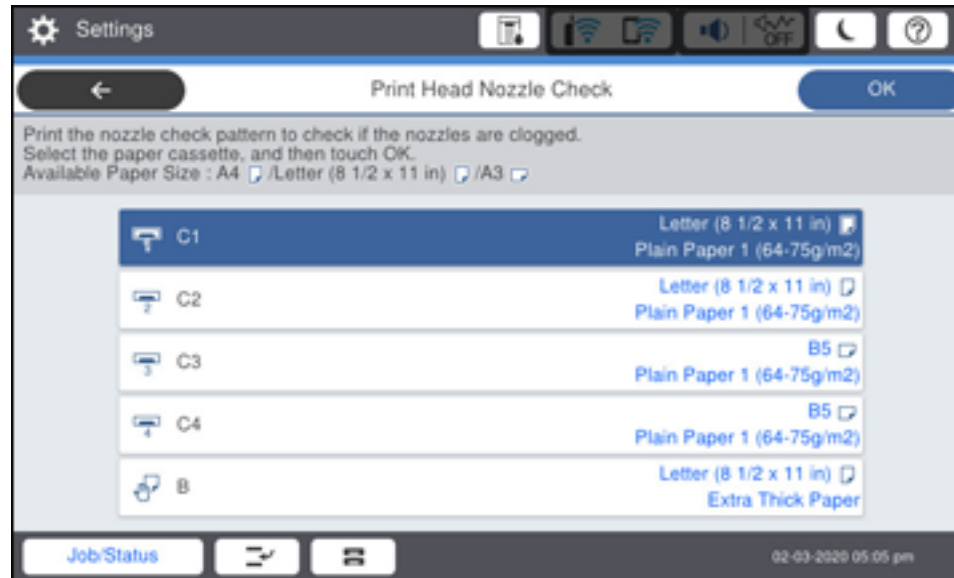 Settings
OFF
Print Head Nozzle Check
OK
Print the nozzle check pattern to check if the nozzles are clogged.
Select the paper cassette, and then touch OK.
Available Paper Size : A4 /Letter (8 1/2 x 11 in) /A3
1 C1 Letter (8 1/2 x 11 in)
Plain Paper 1 (64-75g/m2)
2 C2 Letter (8 1/2 x 11 in)
Plain Paper 1 (64-75g/m2)
3 C3 B5
Plain Paper 1 (64-75g/m2)
4 C4 B5
Plain Paper 1 (64-75g/m2)
B Letter (8 1/2 x 11 in)
Extra Thick Paper
Job/Status
02-03-2020 05:05 pm